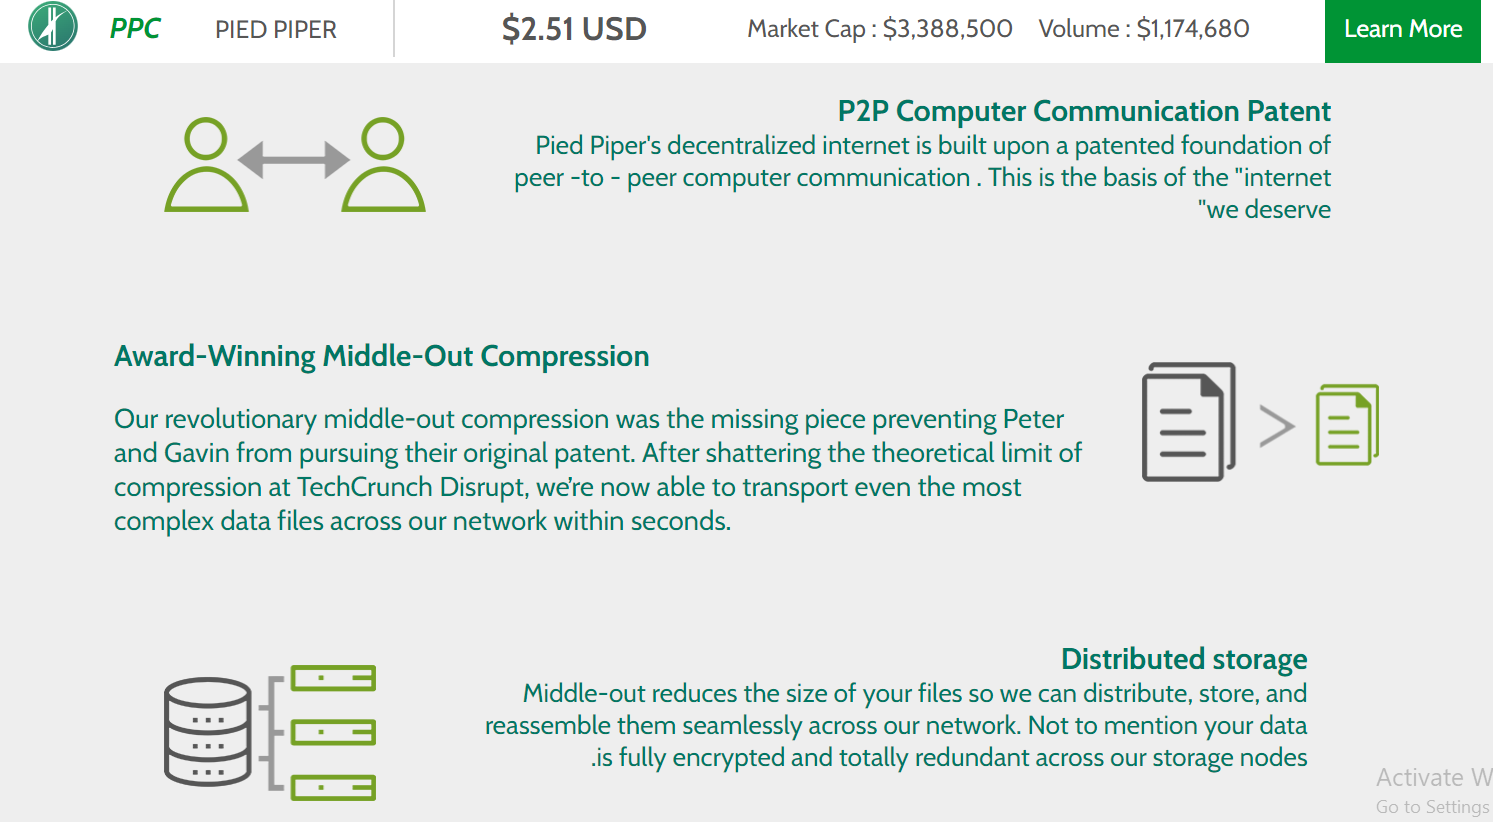 PPC PIED PIPER $2.51 USD Market Cap : $3,388,500 Volume : $1,174,680 Learn More
P2P Computer Communication Patent
Pied Piper's decentralized internet is built upon a patented foundation of
peer -to - peer computer communication . This is the basis of the "internet
"we deserve
Award-Winning Middle-Out Compression
Our revolutionary middle-out compression was the missing piece preventing Peter
and Gavin from pursuing their original patent. After shattering the theoretical limit of
compression at TechCrunch Disrupt, we’re now able to transport even the most
complex data files across our network within seconds.
Distributed storage
Middle-out reduces the size of your files so we can distribute, store, and
reassemble them seamlessly across our network. Not to mention your data
.is fully encrypted and totally redundant across our storage nodes
Activate W
Go to Settings